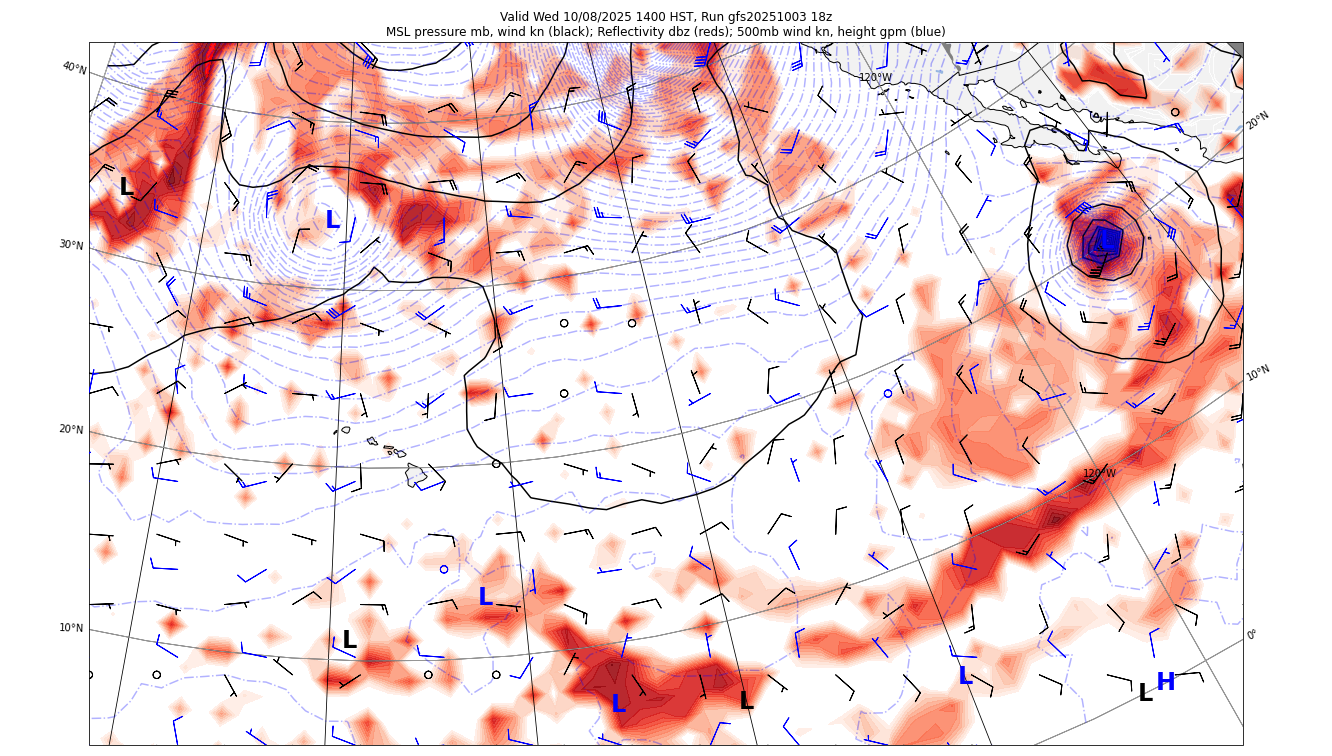 Valid Wed 10/08/2025 1400 HST, Run gfs20251003 18z
MSL pressure mb, wind kn (black); Reflectivity dbz (reds); 500mb wind kn, height gpm (blue)
40°N
120°W
20°N
L
L
30°N
10°N
20°N
120°W
L
10°N
L
0°
L
H
L
L
L